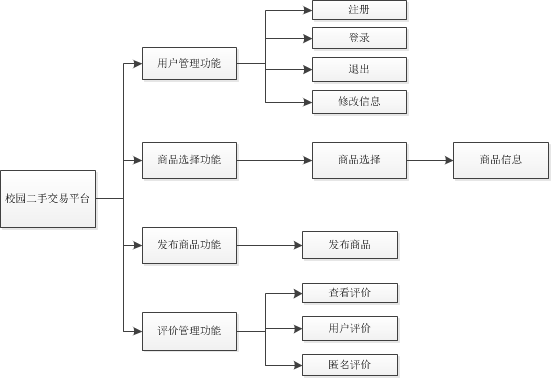 校园二手交易平台
用户管理功能
注册
登录
退出
修改信息
商品选择功能
商品选择
商品信息
发布商品功能
发布商品
评价管理功能
查看评价
用户评价
匿名评价